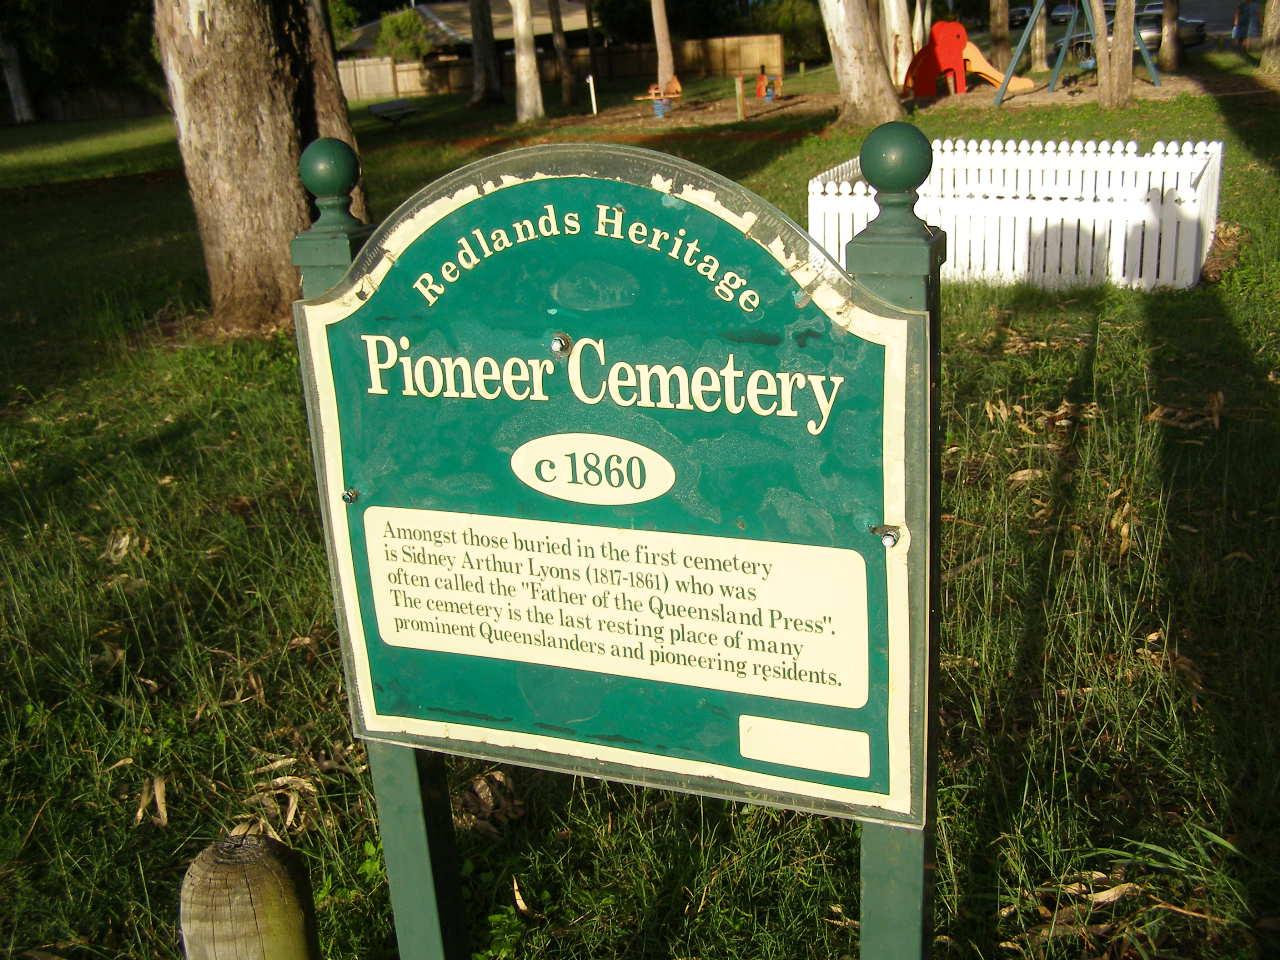 Redlands Heritage
Pioneer Cemetery
c 1860
Amongst those buried in the first cemetery
is Sidney Arthur Lyons (1817-1861) who was
often called the "Father of the Queensland Press".
The cemetery is the last resting place of many
prominent Queenslanders and pioneering residents.